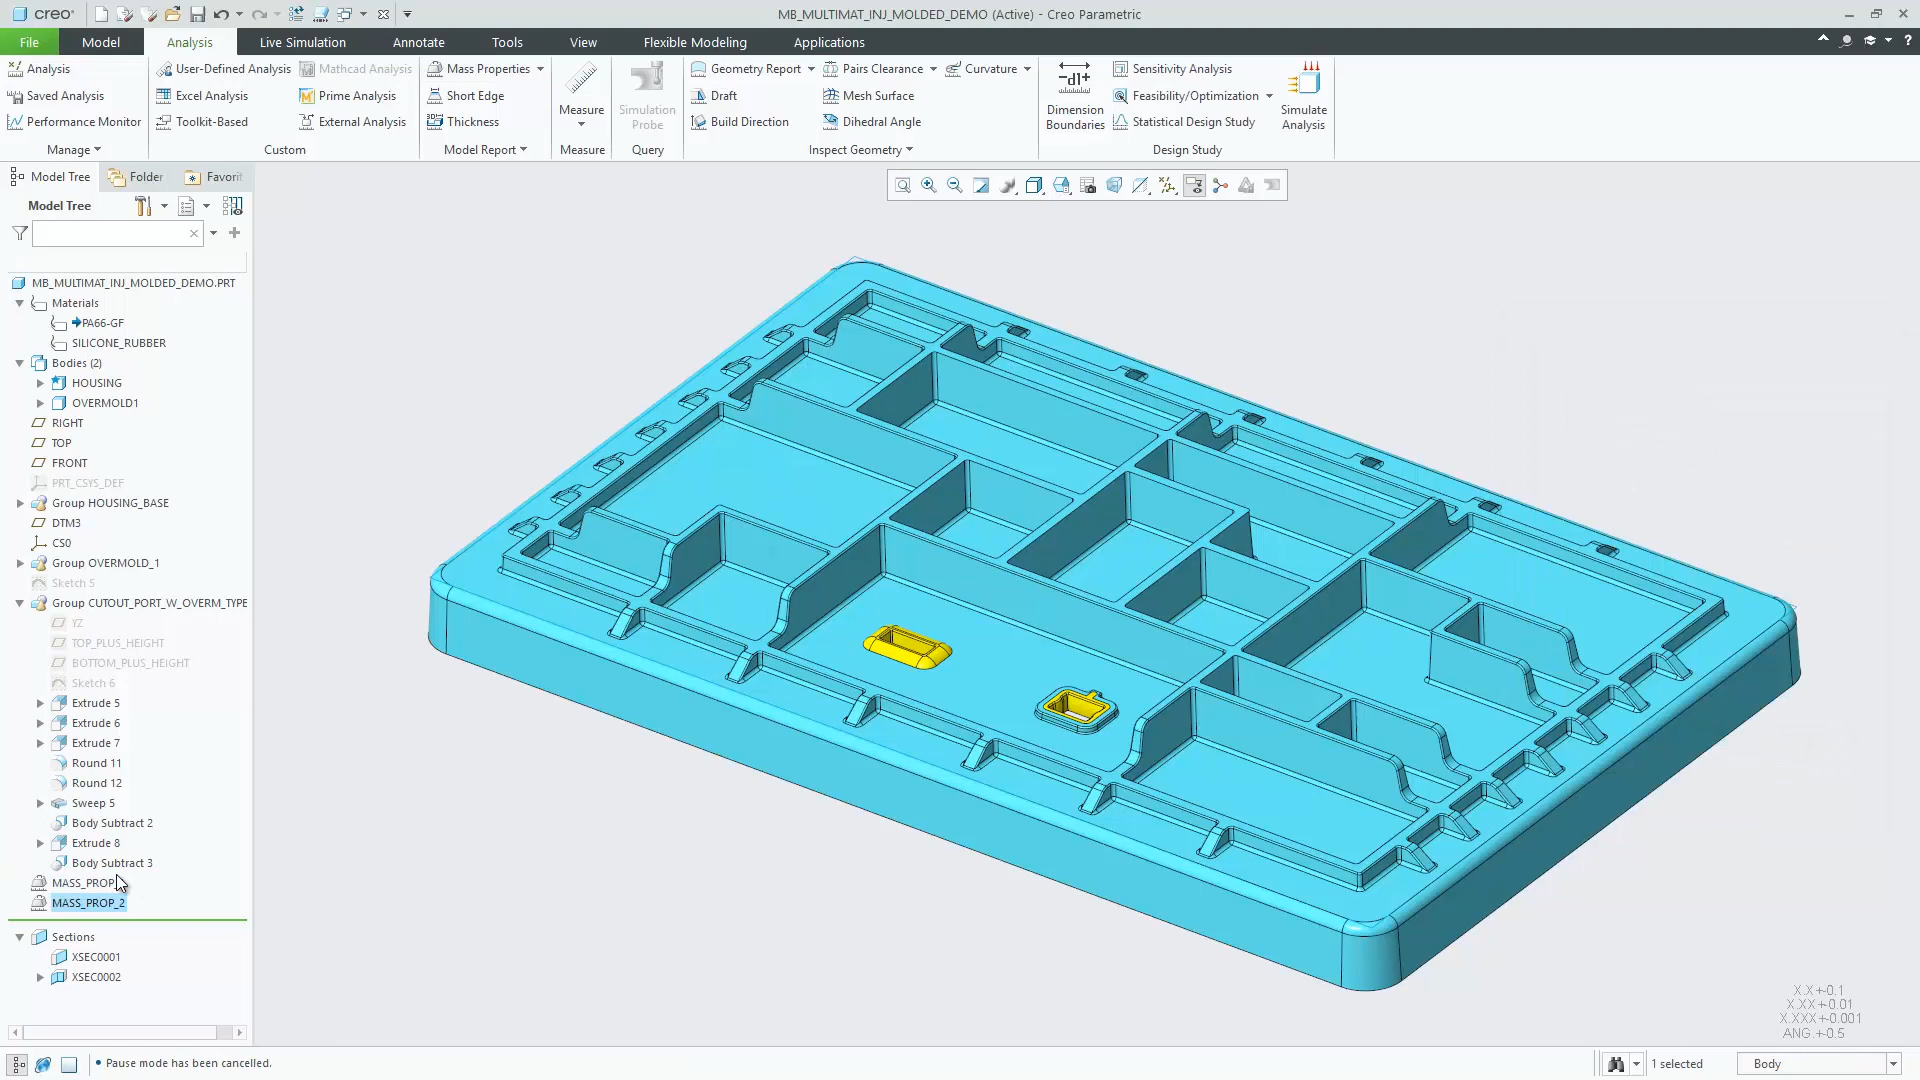 creo°
MB_MULTIMAT_INJ_MOLDED_DEMO (Active) - Creo Parametric
File Model Analysis Live Simulation Annotate Tools View Flexible Modeling Applications
Analysis
Saved Analysis
Performance Monitor
Manage
User-Defined Analysis
Mathcad Analysis
Excel Analysis
Prime Analysis
Toolkit-Based
External Analysis
Custom
Mass Properties
Short Edge
Thickness
Model Report
Measure
Measure
Simulation
Probe
Query
Geometry Report
Pairs Clearance
Curvature
Draft
Mesh Surface
Build Direction
Dihedral Angle
Inspect Geometry
Dimension
Boundaries
Sensitivity Analysis
Feasibility/Optimization
Statistical Design Study
Simulate
Analysis
Design Study
Model Tree Folder Favorit
Model Tree
MB_MULTIMAT_INJ_MOLDED_DEMO.PRT
Materials
PA66-GF
SILICONE_RUBBER
Bodies (2)
HOUSING
OVERMOLD1
RIGHT
TOP
FRONT
PRT_CSYS_DEF
Group HOUSING_BASE
DTM3
CS0
Group OVERMOLD_1
Sketch 5
Group CUTOUT_PORT_W_OVERM_TYPE
YZ
TOP_PLUS_HEIGHT
BOTTOM_PLUS_HEIGHT
Sketch 6
Extrude 5
Extrude 6
Extrude 7
Round 11
Round 12
Sweep 5
Body Subtract 2
Extrude 8
Body Subtract 3
MASS_PROP
MASS_PROP_2
Sections
XSEC0001
XSEC0002
X.X+-0.1
X.XX+-0.01
X.XXX+-0.001
ANG.+-0.5
• Pause mode has been cancelled.
1 selected
Body